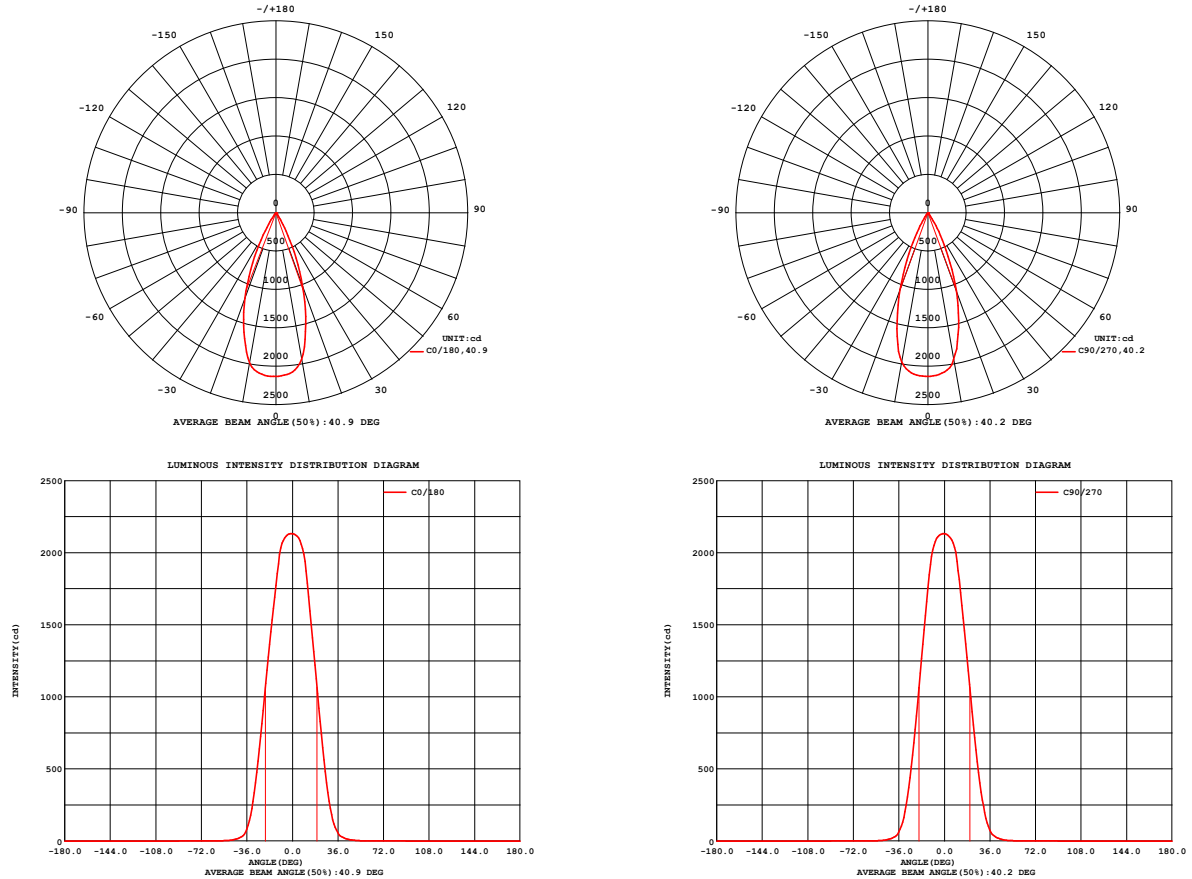 -/+180
-150
150
-120
120
-90
90
-60
60
-30
30
0
0
500
1000
1500
2000
2500
UNIT:cd
C0/180,40.9
AVERAGE BEAM ANGLE(50%):40.9 DEG
-/+180
-150
150
-120
120
-90
90
-60
60
-30
30
0
0
500
1000
1500
2000
2500
UNIT:cd
C90/270,40.2
AVERAGE BEAM ANGLE(50%):40.2 DEG
LUMINOUS INTENSITY DISTRIBUTION DIAGRAM
C0/180
INTENSITY(cd)
2500
2000
1500
1000
500
0
-180.0 -144.0 -108.0 -72.0 -36.0 0.0 36.0 72.0 108.0 144.0 180.0
ANGLE(DEG)
AVERAGE BEAM ANGLE(50%):40.9 DEG
LUMINOUS INTENSITY DISTRIBUTION DIAGRAM
C90/270
INTENSITY(cd)
2500
2000
1500
1000
500
0
-180.0 -144.0 -108.0 -72.0 -36.0 0.0 36.0 72.0 108.0 144.0 180.0
ANGLE(DEG)
AVERAGE BEAM ANGLE(50%):40.2 DEG